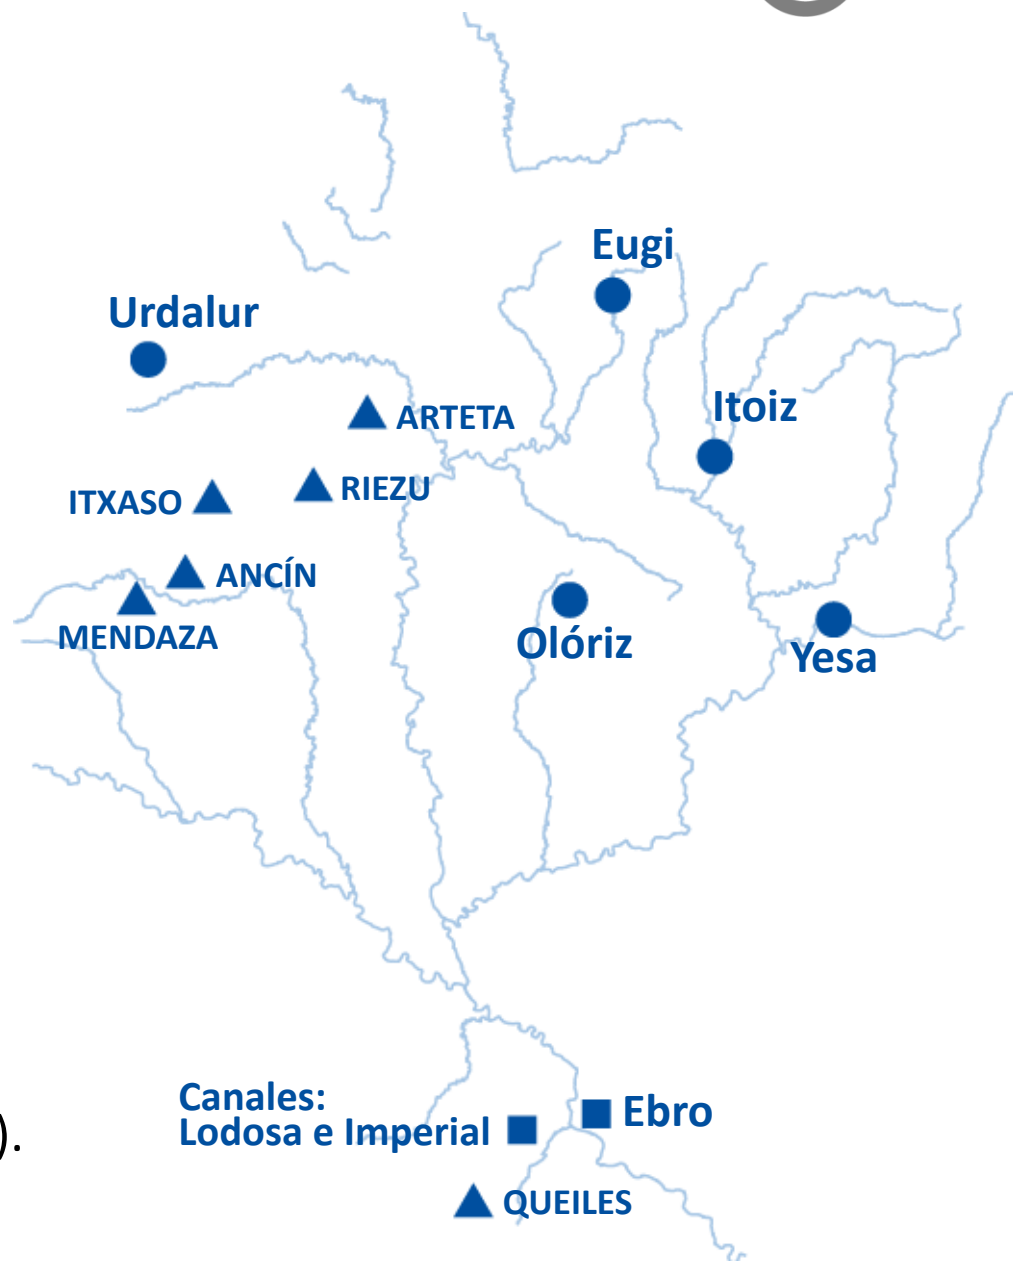 Eugi
Urdalur
Itoiz
ARTETA
RIEZU
ITXASO
ANCÍN
MENDAZA
Olóriz
Yesa
Canales:
Lodosa e Imperial
Ebro
).
QUEILES